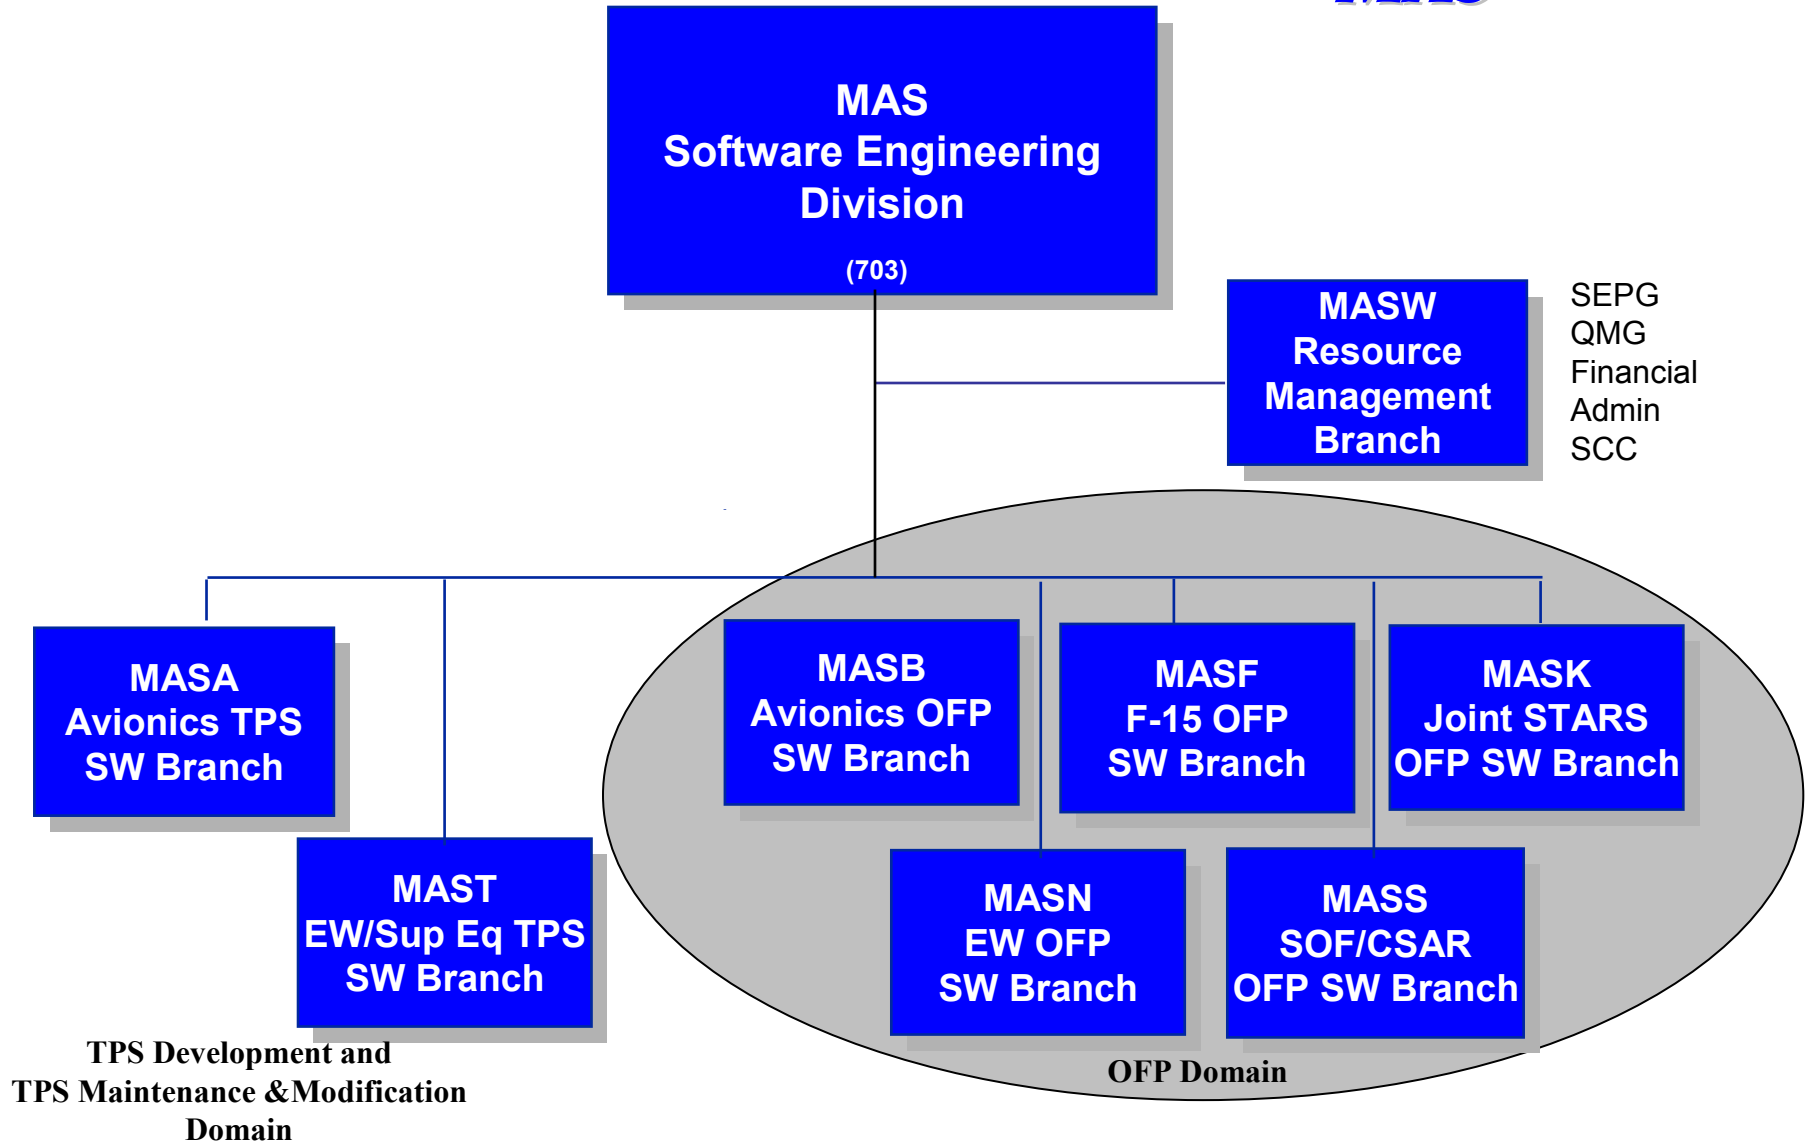 MAS
Software Engineering
Division
(703)
MASW
Resource
Management
Branch
SEPG
QMG
Financial
Admin
SCC
MASA
Avionics TPS
SW Branch
MAST
EW/Sup Eq TPS
SW Branch
MASB
Avionics OFP
SW Branch
MASF
F-15 OFP
SW Branch
MASK
Joint STARS
OFP SW Branch
MASN
EW OFP
SW Branch
MASS
SOF/CSAR
OFP SW Branch
TPS Development and
TPS Maintenance &Modification
Domain
OFP Domain